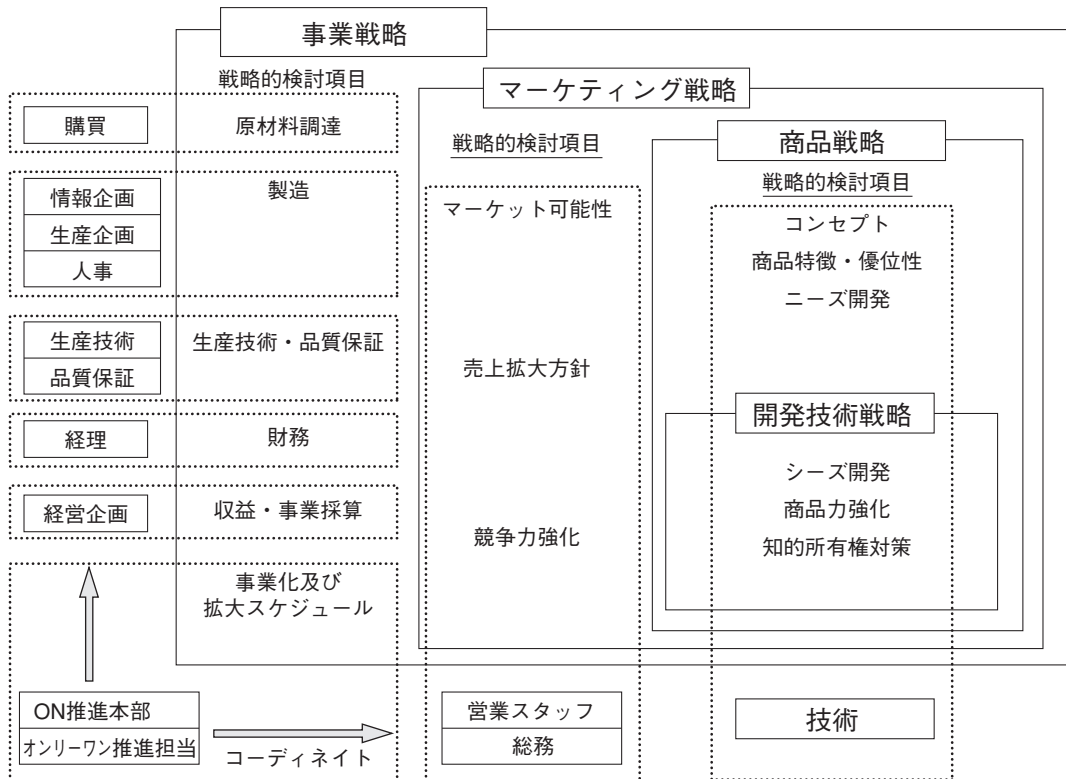 事業戦略
戦略的検討項目
購買
原材料調達
情報企画
生産企画
人事
製造
生産技術
品質保証
生産技術・品質保証
経理
財務
経営企画
収益・事業採算
事業化及び
拡大スケジュール
ON推進本部
オンリーワン推進担当
コーディネイト
マーケティング戦略
戦略的検討項目
マーケット可能性
売上拡大方針
競争力強化
営業スタッフ
総務
商品戦略
戦略的検討項目
コンセプト
商品特徴・優位性
ニーズ開発
開発技術戦略
シーズ開発
商品力強化
知的所有権対策
技術